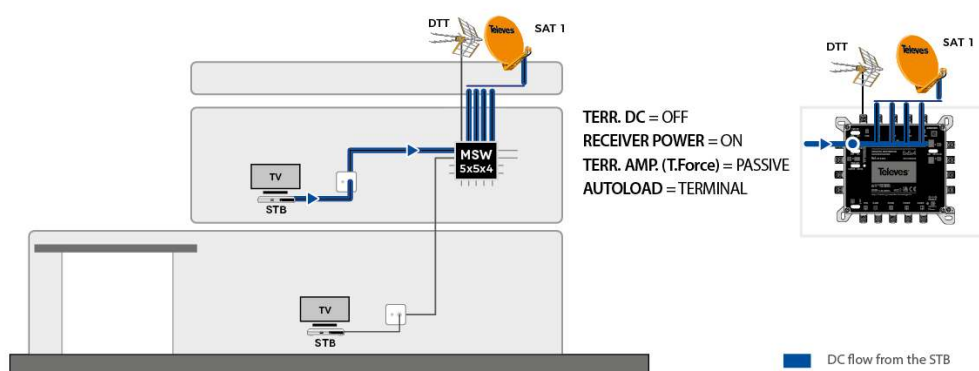 DTT
Televes
SAT 1
TERR. DC = OFF
RECEIVER POWER = ON
TERR. AMP. (T.Force) = PASSIVE
AUTOLOAD = TERMINAL
MSW
5x5x4
TV
STB
TV
STB
DTT
Televes
SAT 1
Televes
DC flow from the STB